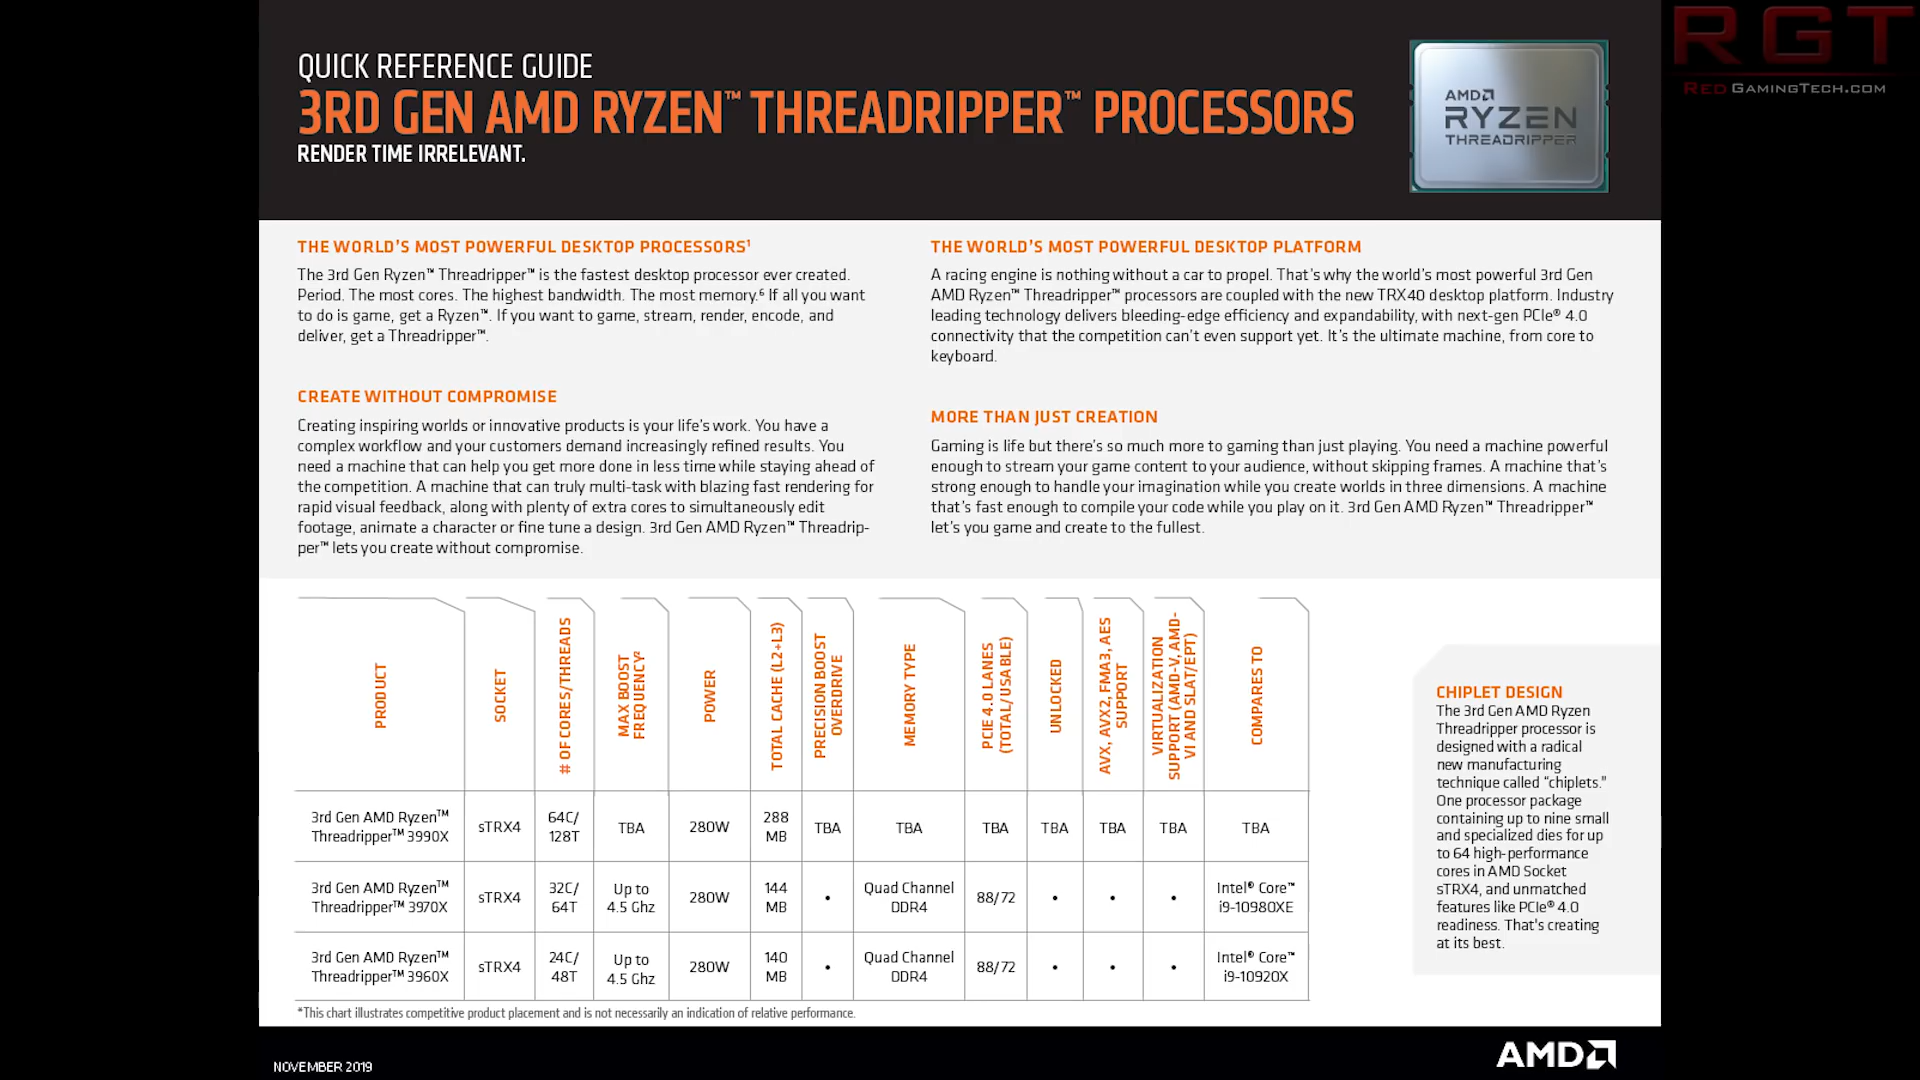 RGT
RED GAMINGTECH.COM
QUICK REFERENCE GUIDE
3RD GEN AMD RYZEN™ THREADRIPPER™ PROCESSORS
RENDER TIME IRRELEVANT.
AMD
RYZEN
THREADRIPPER
THE WORLD'S MOST POWERFUL DESKTOP PROCESSORS¹
The 3rd Gen Ryzen™ Threadripper™ is the fastest desktop processor ever created.
Period. The most cores. The highest bandwidth. The most memory.⁶ If all you want
to do is game, get a Ryzen™. If you want to game, stream, render, encode, and
deliver, get a Threadripper™.
CREATE WITHOUT COMPROMISE
Creating inspiring worlds or innovative products is your life's work. You have a
complex workflow and your customers demand increasingly refined results. You
need a machine that can help you get more done in less time while staying ahead of
the competition. A machine that can truly multi-task with blazing fast rendering for
rapid visual feedback, along with plenty of extra cores to simultaneously edit
footage, animate a character or fine tune a design. 3rd Gen AMD Ryzen™ Threadrip-
per™ lets you create without compromise.
THE WORLD'S MOST POWERFUL DESKTOP PLATFORM
A racing engine is nothing without a car to propel. That's why the world's most powerful 3rd Gen
AMD Ryzen™ Threadripper™ processors are coupled with the new TRX40 desktop platform. Industry
leading technology delivers bleeding-edge efficiency and expandability, with next-gen PCIe® 4.0
connectivity that the competition can't even support yet. It's the ultimate machine, from core to
keyboard.
MORE THAN JUST CREATION
Gaming is life but there's so much more to gaming than just playing. You need a machine powerful
enough to stream your game content to your audience, without skipping frames. A machine that's
strong enough to handle your imagination while you create worlds in three dimensions. A machine
that's fast enough to compile your code while you play on it. 3rd Gen AMD Ryzen™ Threadripper™
let's you game and create to the fullest.
PRODUCT
SOCKET
# OF CORES/THREADS
MAX BOOST
FREQUENCY²
POWER
TOTAL CACHE (L2+L3)
PRECISION BOOST
OVERDRIVE
MEMORY TYPE
PCIE 4.0 LANES
(TOTAL/USABLE)
UNLOCKED
AVX, AVX2, FMA3, AES
SUPPORT
VIRTUALIZATION
SUPPORT (AMD-V, AMD-
VI AND SLAT/EPT)
COMPARES TO
3rd Gen AMD Ryzen™
Threadripper™ 3990X
sTRX4
64C/
128T
TBA
280W
288
MB
TBA
TBA
TBA
TBA
TBA
TBA
TBA
3rd Gen AMD Ryzen™
Threadripper™ 3970X
sTRX4
32C/
64T
Up to
4.5 Ghz
280W
144
MB
•
Quad Channel
DDR4
88/72
•
•
•
Intel® Core™
i9-10980XE
3rd Gen AMD Ryzen™
Threadripper™ 3960X
sTRX4
24C/
48T
Up to
4.5 Ghz
280W
140
MB
•
Quad Channel
DDR4
88/72
•
•
•
Intel® Core™
i9-10920X
*This chart illustrates competitive product placement and is not necessarily an indication of relative performance.
CHIPLET DESIGN
The 3rd Gen AMD Ryzen
Threadripper processor is
designed with a radical
new manufacturing
technique called “chiplets.”
One processor package
containing up to nine small
and specialized dies for up
to 64 high-performance
cores in AMD Socket
sTRX4, and unmatched
features like PCIe® 4.0
readiness. That's creating
at its best.
NOVEMBER 2019
AMD